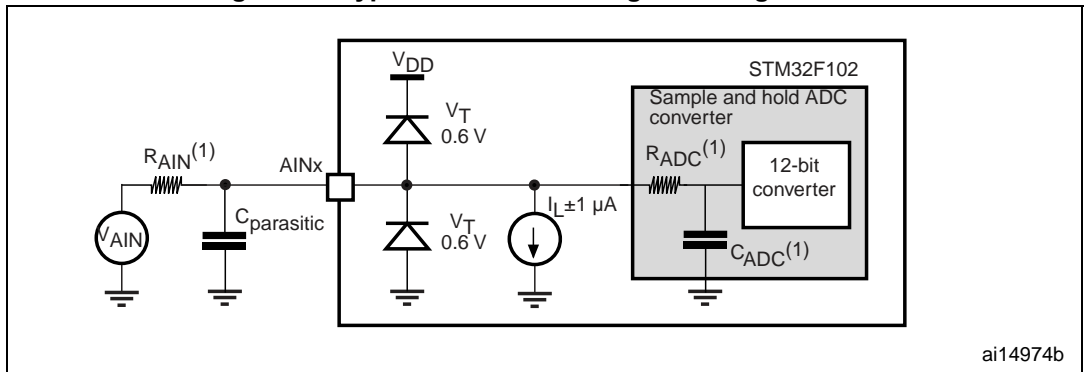 V_DD
STM32F102
Sample and hold ADC
converter
V_T
0.6 V
R_AIN(1)
AINx
R_ADC(1)
12-bit
converter
V_AIN
C_parasitic
V_T
0.6 V
I_L±1 µA
C_ADC(1)
ai14974b